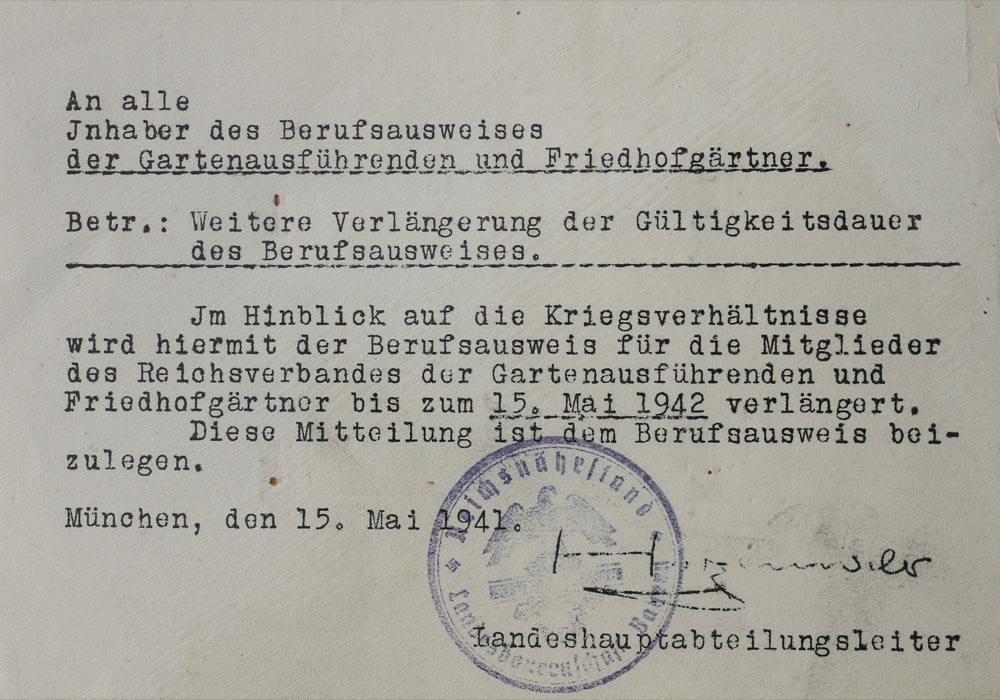 An alle
Jnhaber des Berufsausweises
der Gartenausführenden und Friedhofgärtner.
Betr.: Weitere Verlängerung der Gültigkeitsdauer
des Berufsausweises.
Jm Hinblick auf die Kriegsverhältnisse
wird hiermit der Berufsausweis für die Mitglieder
des Reichsverbandes der Gartenausführenden und
Friedhofgärtner bis zum 15. Mai 1942 verlängert.
Diese Mitteilung ist dem Berufsausweis bei-
zulegen.
München, den 15. Mai 1941.
Reichsnährstand
Landesbauernschaft
Landeshauptabteilungsleiter